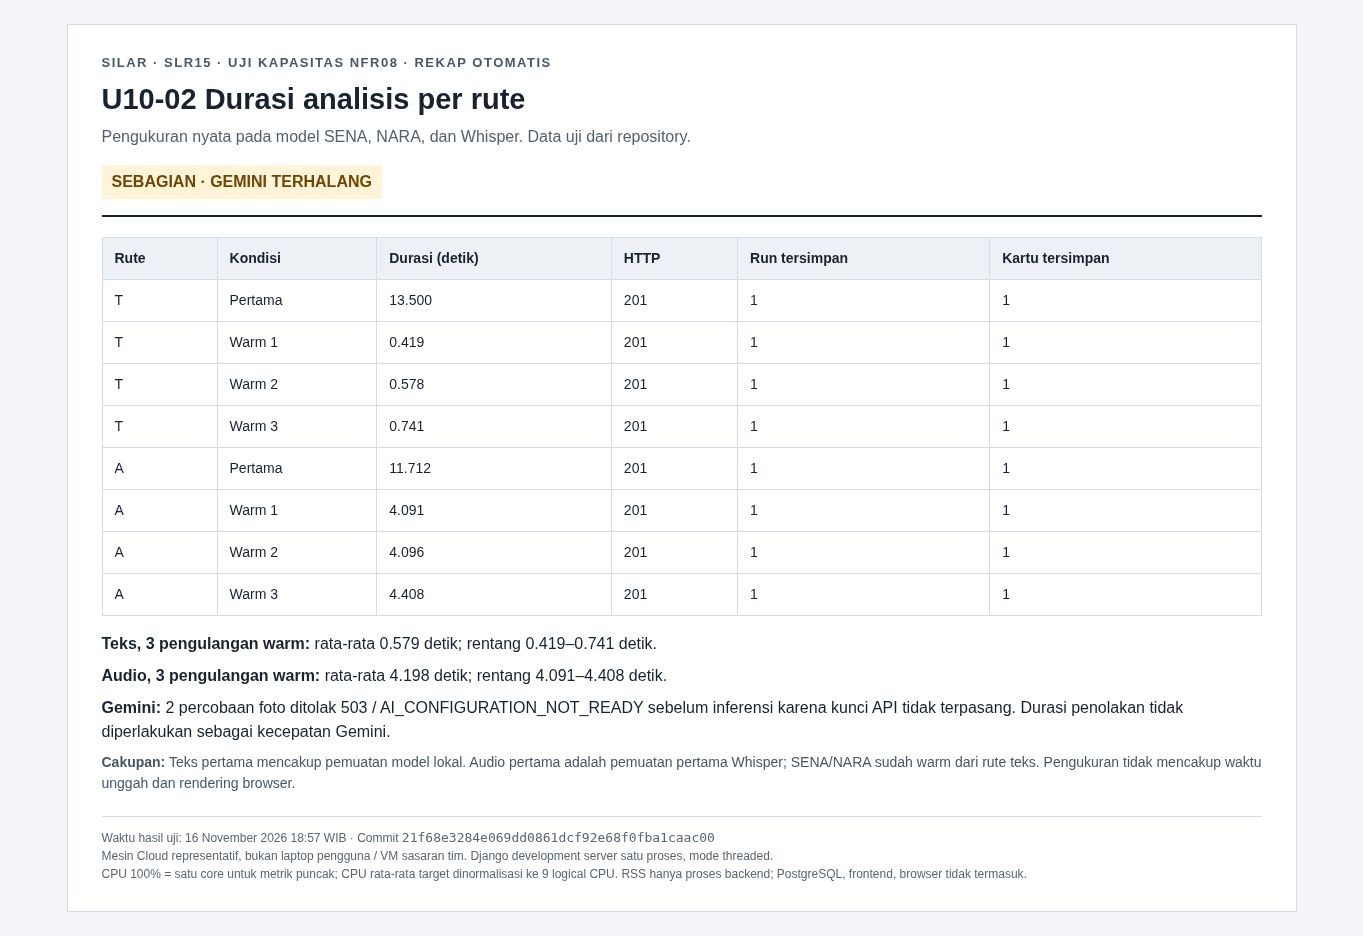 SILAR · SLR15 · UJI KAPASITAS NFR08 · REKAP OTOMATIS
U10-02 Durasi analisis per rute
Pengukuran nyata pada model SENA, NARA, dan Whisper. Data uji dari repository.
SEBAGIAN · GEMINI TERHALANG
Rute Kondisi Durasi (detik) HTTP Run tersimpan Kartu tersimpan
T Pertama 13.500 201 1 1
T Warm 1 0.419 201 1 1
T Warm 2 0.578 201 1 1
T Warm 3 0.741 201 1 1
A Pertama 11.712 201 1 1
A Warm 1 4.091 201 1 1
A Warm 2 4.096 201 1 1
A Warm 3 4.408 201 1 1
Teks, 3 pengulangan warm: rata-rata 0.579 detik; rentang 0.419–0.741 detik.
Audio, 3 pengulangan warm: rata-rata 4.198 detik; rentang 4.091–4.408 detik.
Gemini: 2 percobaan foto ditolak 503 / AI_CONFIGURATION_NOT_READY sebelum inferensi karena kunci API tidak terpasang. Durasi penolakan tidak
diperlakukan sebagai kecepatan Gemini.
Cakupan: Teks pertama mencakup pemuatan model lokal. Audio pertama adalah pemuatan pertama Whisper; SENA/NARA sudah warm dari rute teks. Pengukuran tidak mencakup waktu
unggah dan rendering browser.
Waktu hasil uji: 16 November 2026 18:57 WIB · Commit 21f68e3284e069dd0861dcf92e68f0fba1caac00
Mesin Cloud representatif, bukan laptop pengguna / VM sasaran tim. Django development server satu proses, mode threaded.
CPU 100% = satu core untuk metrik puncak; CPU rata-rata target dinormalisasi ke 9 logical CPU. RSS hanya proses backend; PostgreSQL, frontend, browser tidak termasuk.